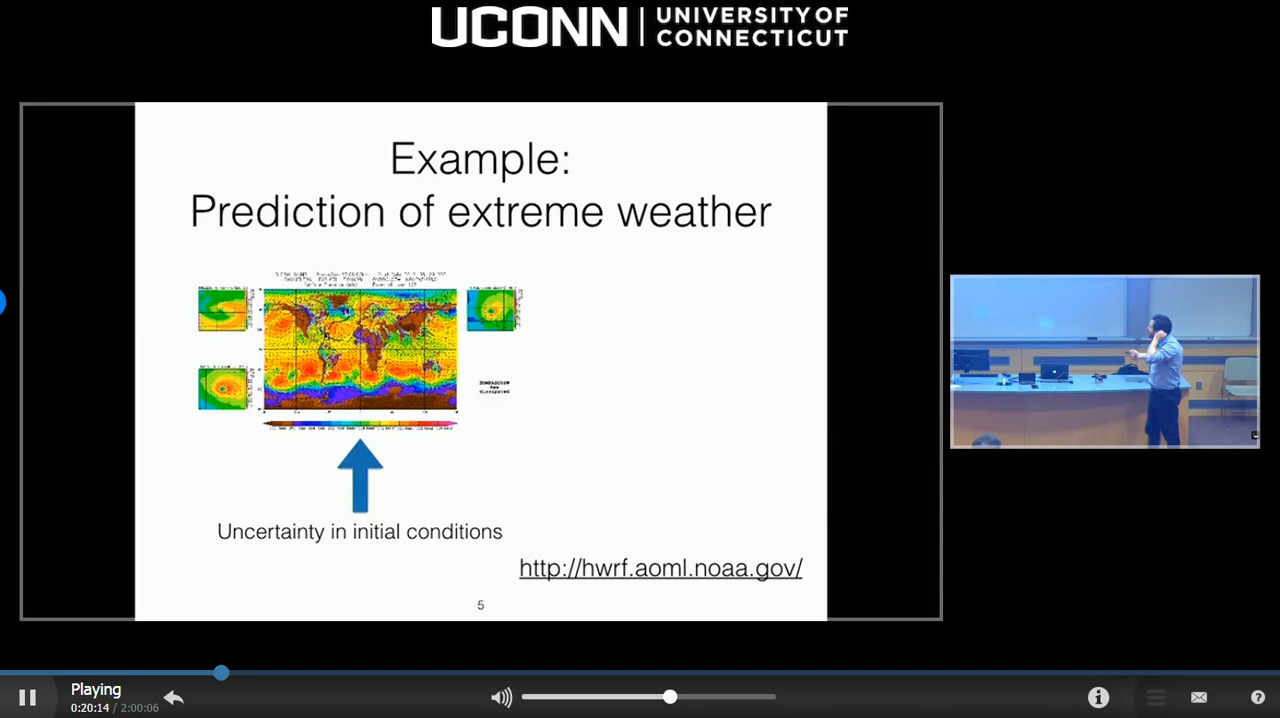 UCONN
UNIVERSITY OF
CONNECTICUT
Example:
Prediction of extreme weather
Uncertainty in initial conditions
http://hwrf.aoml.noaa.gov/
5
Playing
0:20:14 / 2:00:06